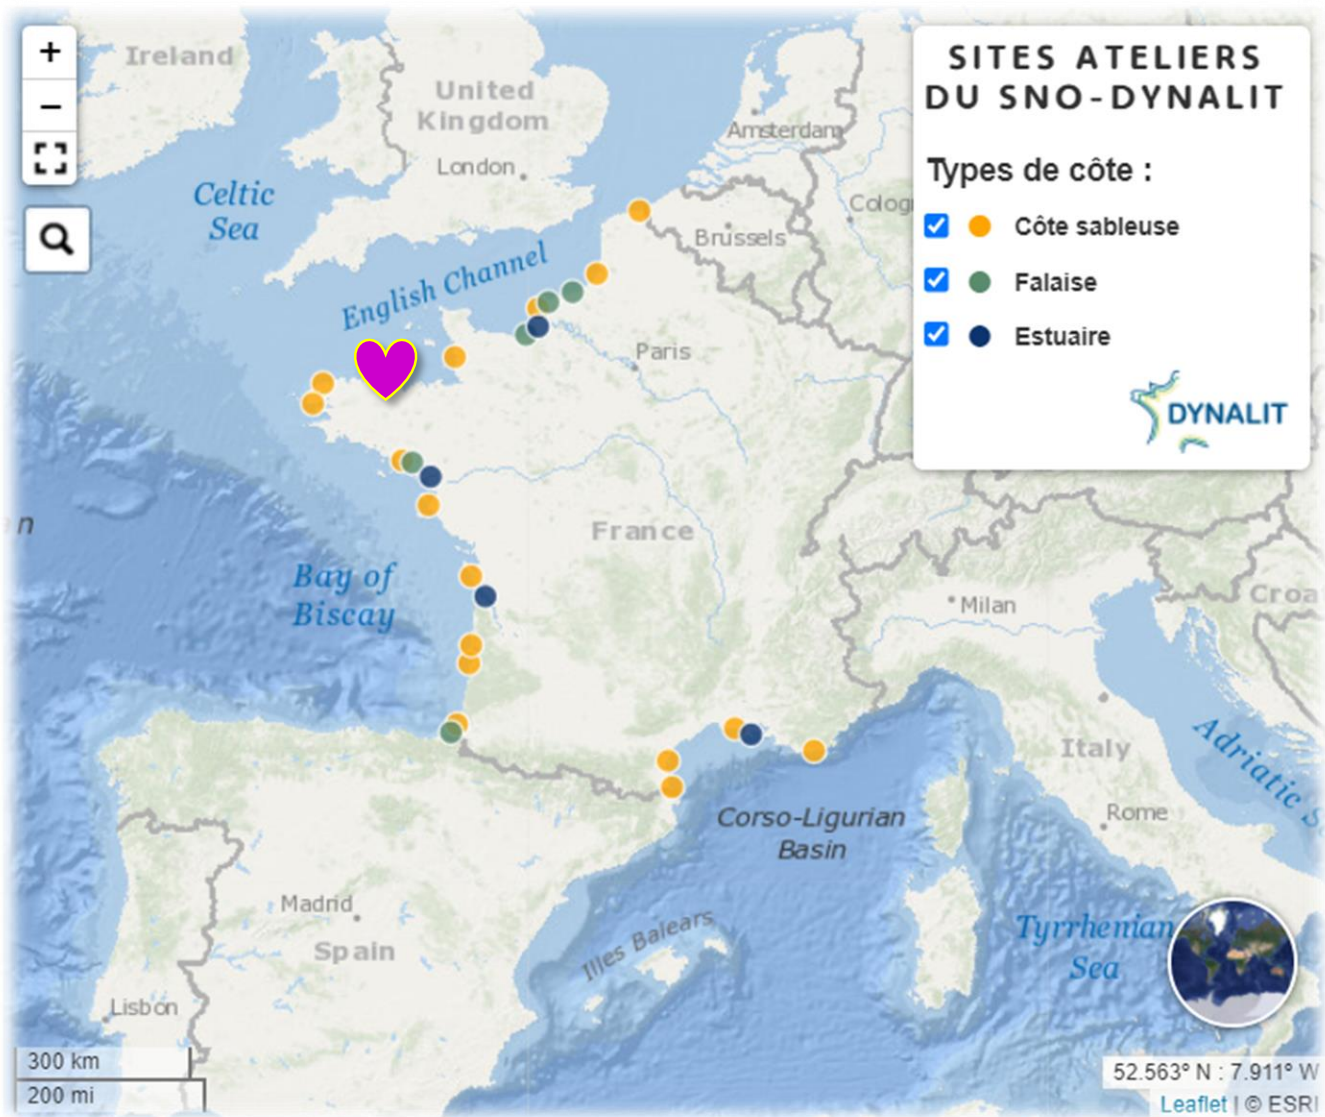 +
−
Ireland
United
Kingdom
London
Celtic
Sea
English Channel
Amsterdam
Brussels
Paris
France
Bay of
Biscay
Milan
Italy
Rome
Adriatic
Corso-Ligurian
Basin
Illes Balears
Tyrrhenian
Sea
Madrid
Spain
Lisbon
SITES ATELIERS
DU SNO-DYNALIT
Types de côte :
Côte sableuse
Falaise
Estuaire
DYNALIT
300 km
200 mi
52.563° N : 7.911° W
Leaflet | © ESRI